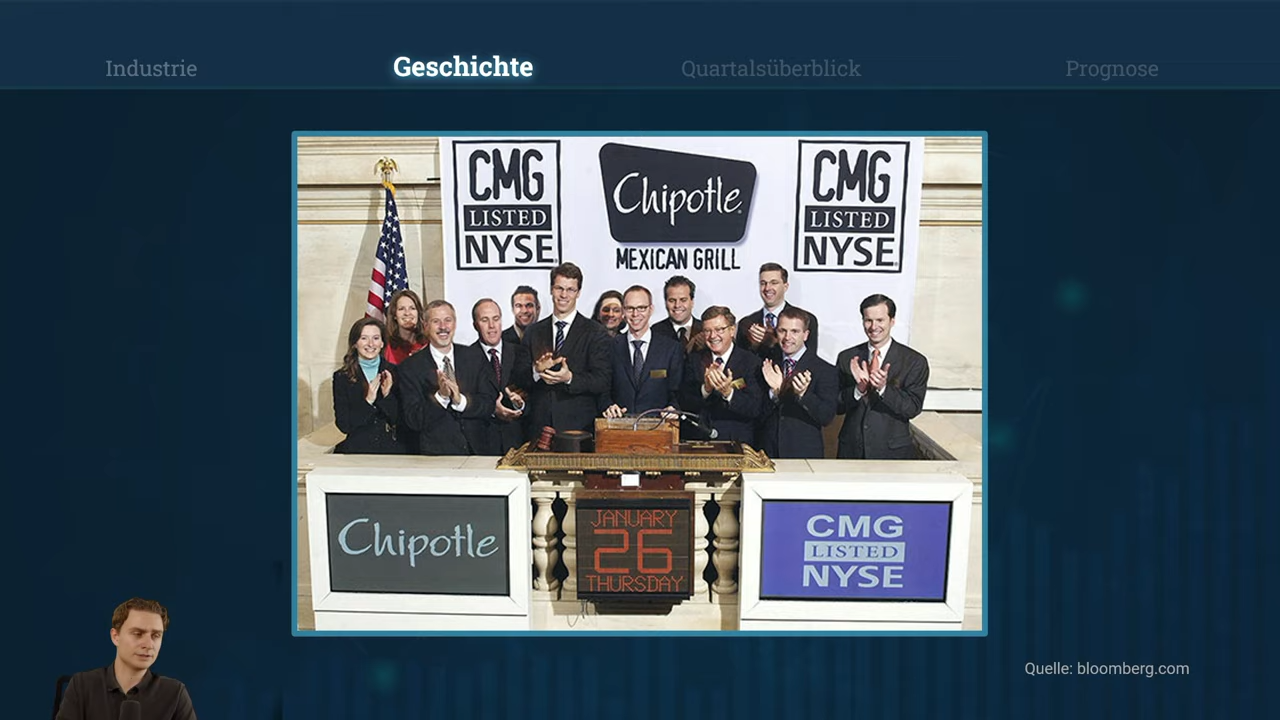 Industrie
Geschichte
Quartalsüberblick
Prognose
CMG
LISTED
NYSE
Chipotle
MEXICAN GRILL
CMG
LISTED
NYSE
Chipotle
JANUARY
26
THURSDAY
CMG
LISTED
NYSE
Quelle: bloomberg.com